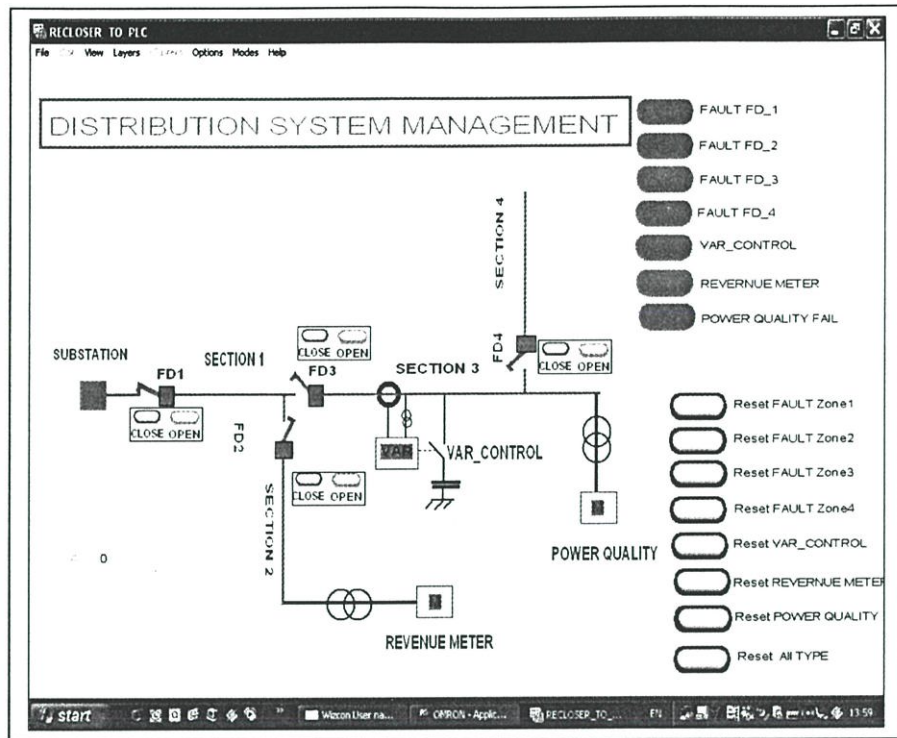 RECLOSER TO PLC
File View Layers Options Modes Help
DISTRIBUTION SYSTEM MANAGEMENT
FAULT FD_1
FAULT FD_2
FAULT FD_3
FAULT FD_4
VAR_CONTROL
REVERNUE METER
POWER QUALITY FAIL
SECTION 4
SUBSTATION
SECTION 1
FD1
CLOSE OPEN
FD3
CLOSE OPEN
SECTION 3
FD4
CLOSE OPEN
FD2
CLOSE OPEN
VAR
VAR_CONTROL
SECTION 2
0
POWER QUALITY
REVENUE METER
Reset FAULT Zone1
Reset FAULT Zone2
Reset FAULT Zone3
Reset FAULT Zone4
Reset VAR_CONTROL
Reset REVERNUE METER
Reset POWER QUALITY
Reset All TYPE
start
Wizcon User na...
OMRON - Applic...
RECLOSER_TO_...
EN
13:59